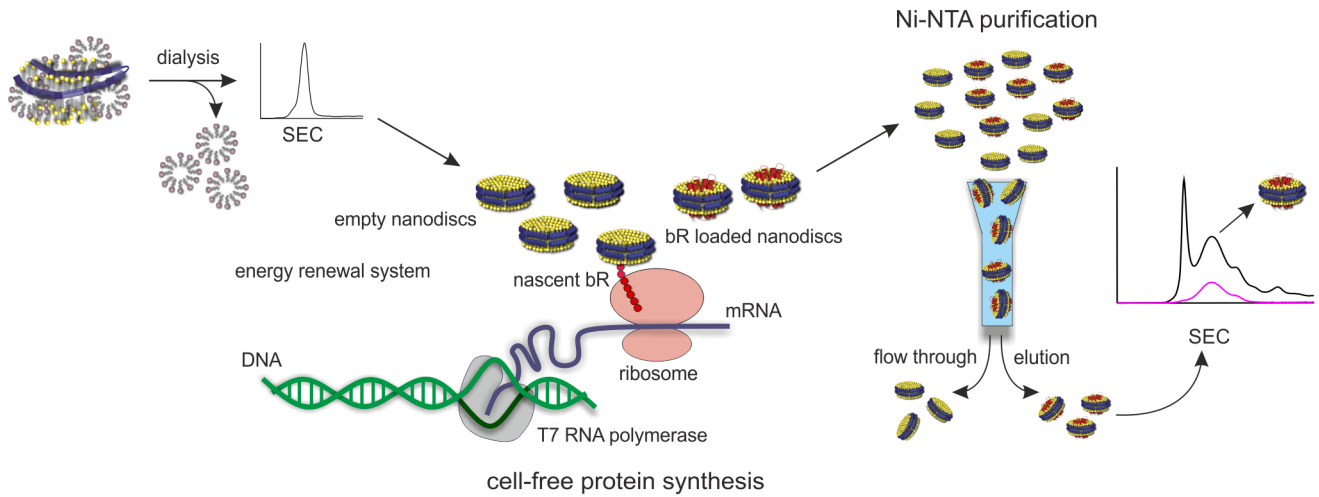 Ni-NTA purification
dialysis
SEC
empty nanodiscs
bR loaded nanodiscs
energy renewal system
nascent bR
mRNA
DNA
ribosome
T7 RNA polymerase
cell-free protein synthesis
flow through
elution
SEC